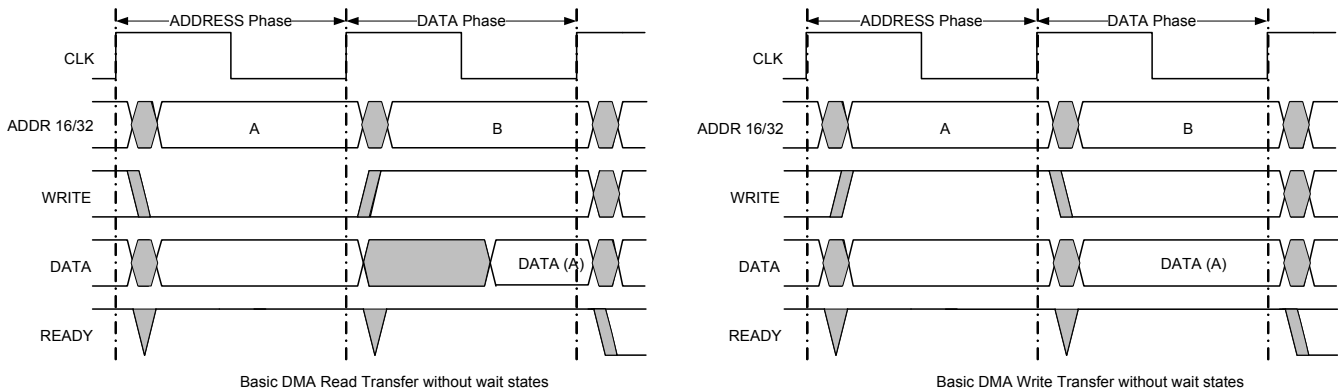 ADDRESS Phase DATA Phase
CLK
ADDR 16/32 A B
WRITE
DATA DATA (A)
READY
Basic DMA Read Transfer without wait states
ADDRESS Phase DATA Phase
CLK
ADDR 16/32 A B
WRITE
DATA DATA (A)
READY
Basic DMA Write Transfer without wait states